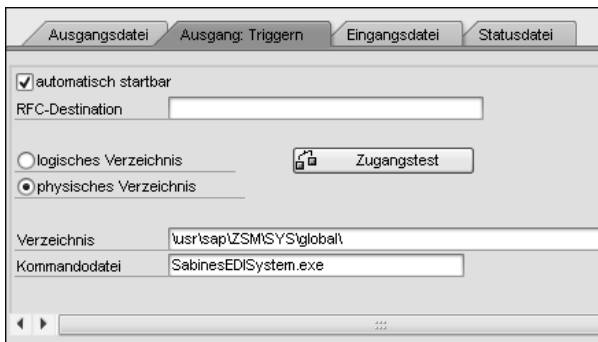 Ausgangsdatei Ausgang: Triggern Eingangsdatei Statusdatei
automatisch startbar
RFC-Destination
logisches Verzeichnis Zugangstest
physisches Verzeichnis
Verzeichnis \usr\sap\ZSM\SYS\global\
Kommandodatei SabinesEDISystem.exe